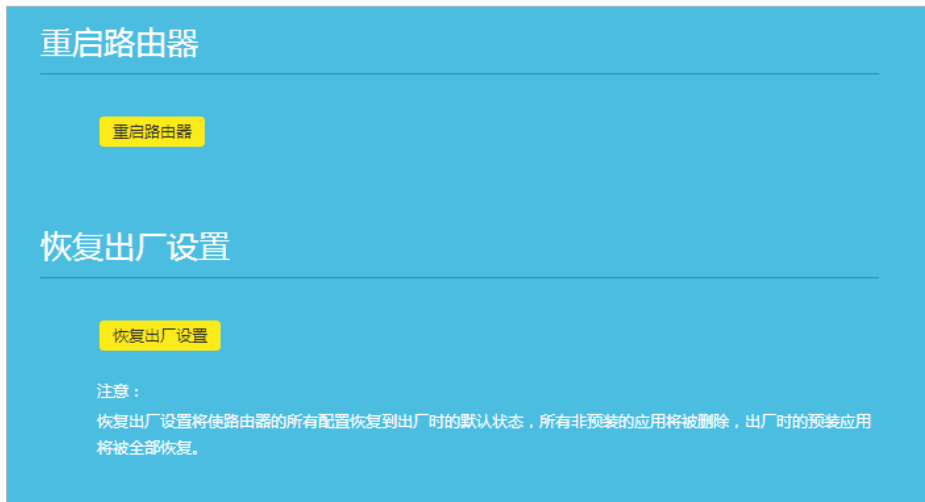 重启路由器
重启路由器
恢复出厂设置
恢复出厂设置
注意：
恢复出厂设置将使路由器的所有配置恢复到出厂时的默认状态，所有非预装的应用将被删除，出厂时的预装应用
将被全部恢复。